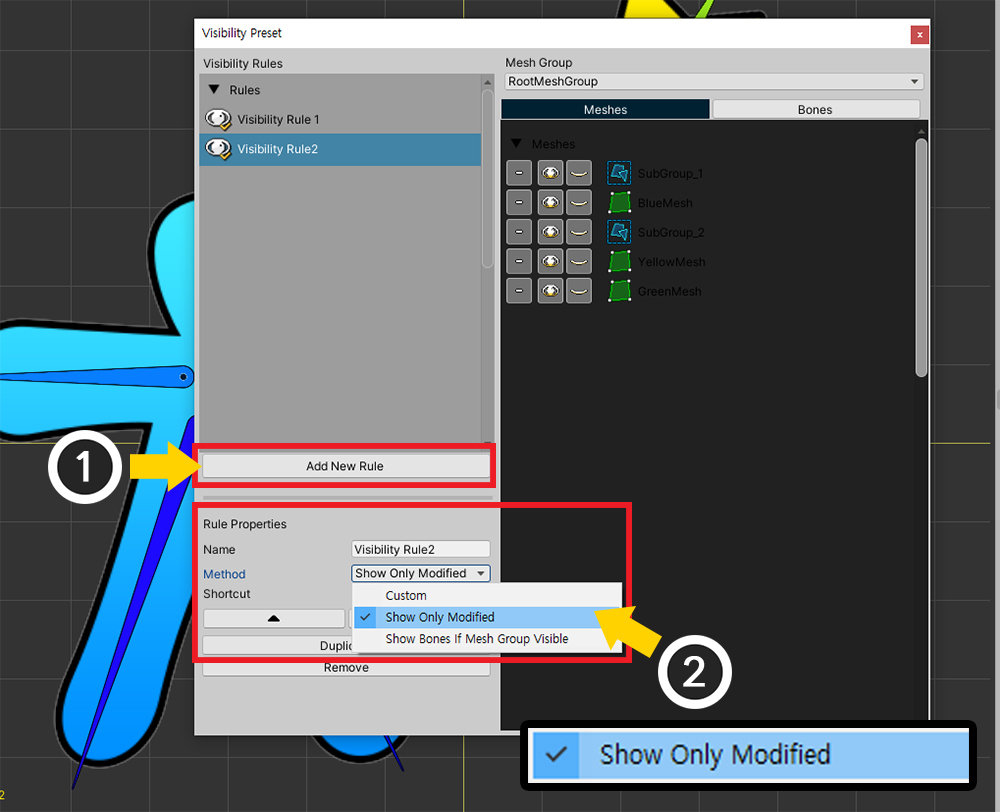 Visibility Preset
x
Visibility Rules
Rules
Visibility Rule 1
Visibility Rule2
Mesh Group
RootMeshGroup
Meshes
Bones
Meshes
SubGroup_1
BlueMesh
SubGroup_2
YellowMesh
GreenMesh
1
Add New Rule
Rule Properties
Name
Visibility Rule2
Method
Show Only Modified
Shortcut
Custom
Show Only Modified
Show Bones If Mesh Group Visible
Duplic
Remove
2
Show Only Modified
2